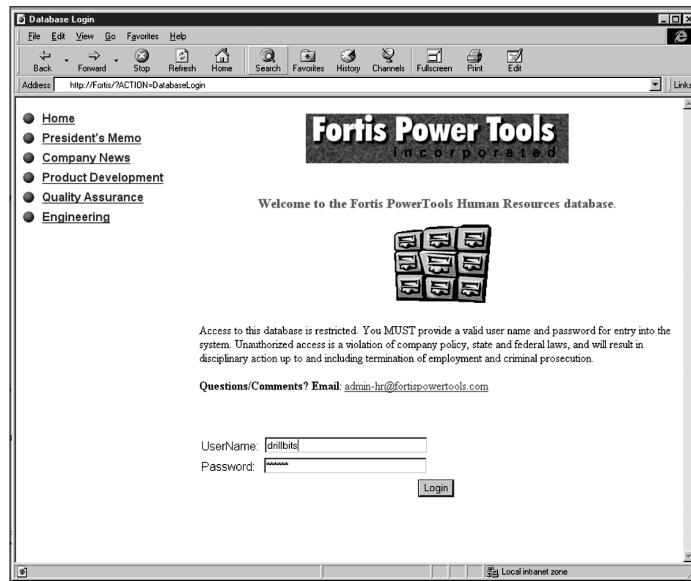 Database Login
File Edit View Go Favorites Help
Back Forward Stop Refresh Home Search Favorites History Channels Fullscreen Print Edit
Address http://Fortis/?ACTION=DatabaseLogin Links
Home
President's Memo
Company News
Product Development
Quality Assurance
Engineering
Fortis Power Tools
incorporated
Welcome to the Fortis PowerTools Human Resources database.
Access to this database is restricted. You MUST provide a valid user name and password for entry into the
system. Unauthorized access is a violation of company policy, state and federal laws, and will result in
disciplinary action up to and including termination of employment and criminal prosecution.
Questions/Comments? Email: admin-hr@fortispowertools.com
UserName: drillbits
Password:
Login
Local intranet zone